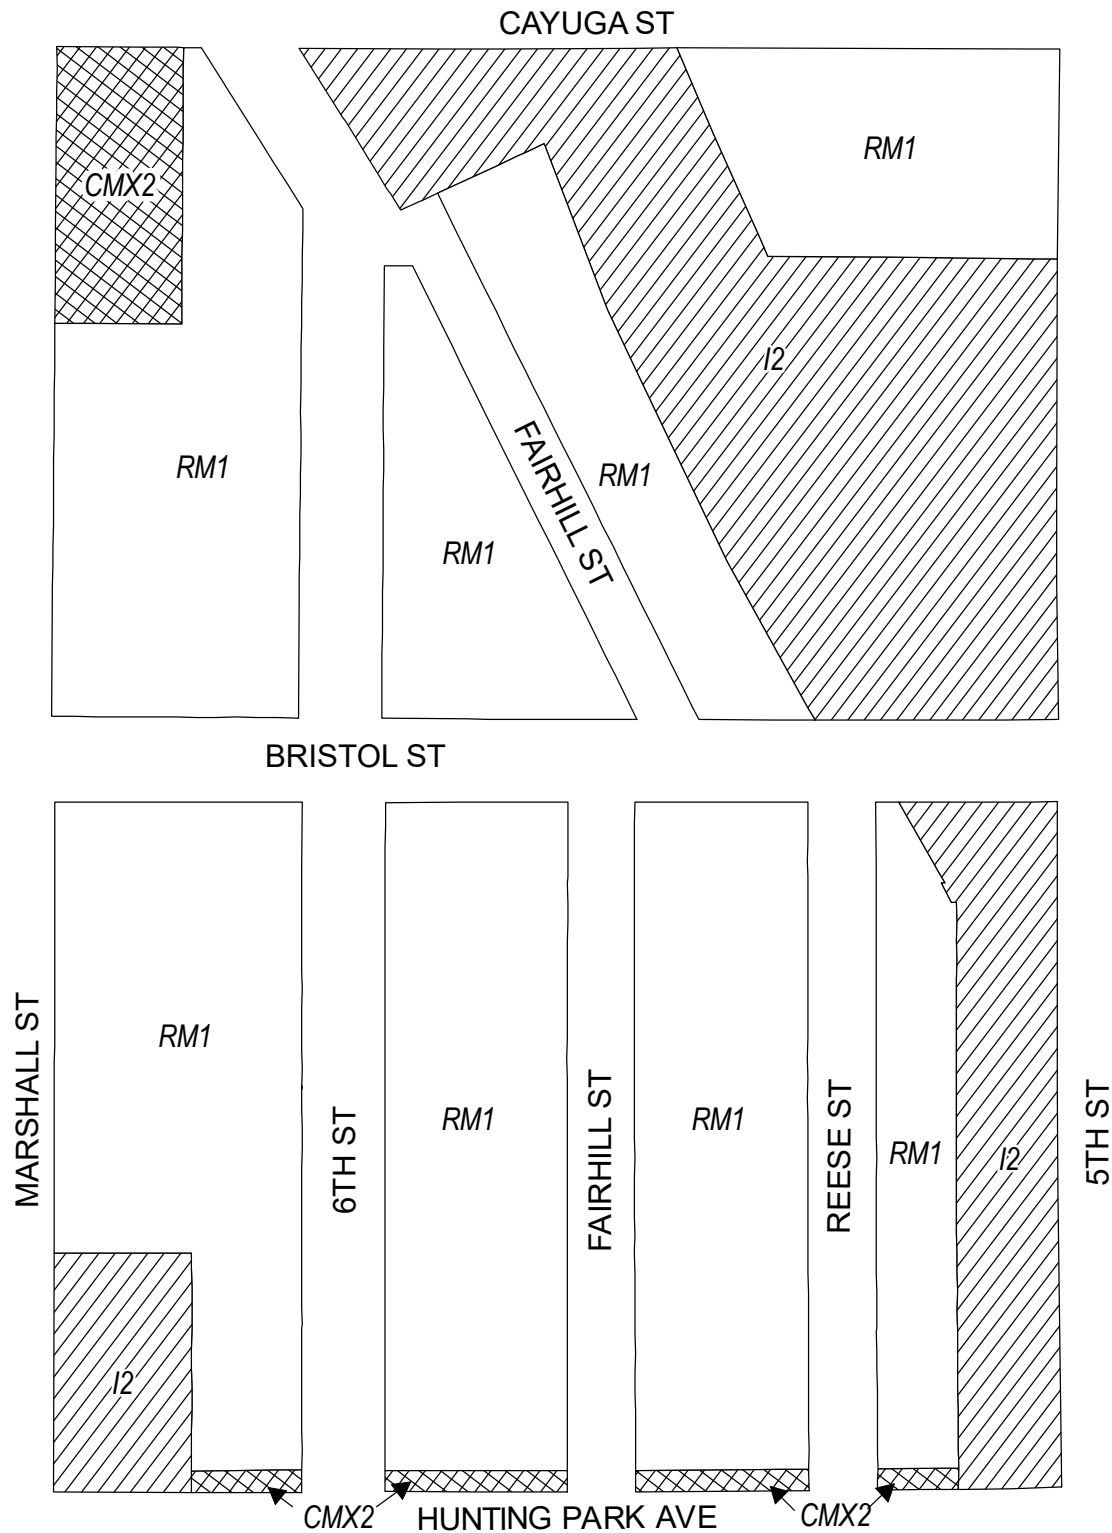 CAYUGA ST
RM1
CMX2
I2
RM1
FAIRHILL ST
RM1
RM1
BRISTOL ST
MARSHALL ST
RM1
6TH ST
RM1
FAIRHILL ST
RM1
REESE ST
RM1
I2
5TH ST
I2
CMX2
HUNTING PARK AVE
CMX2